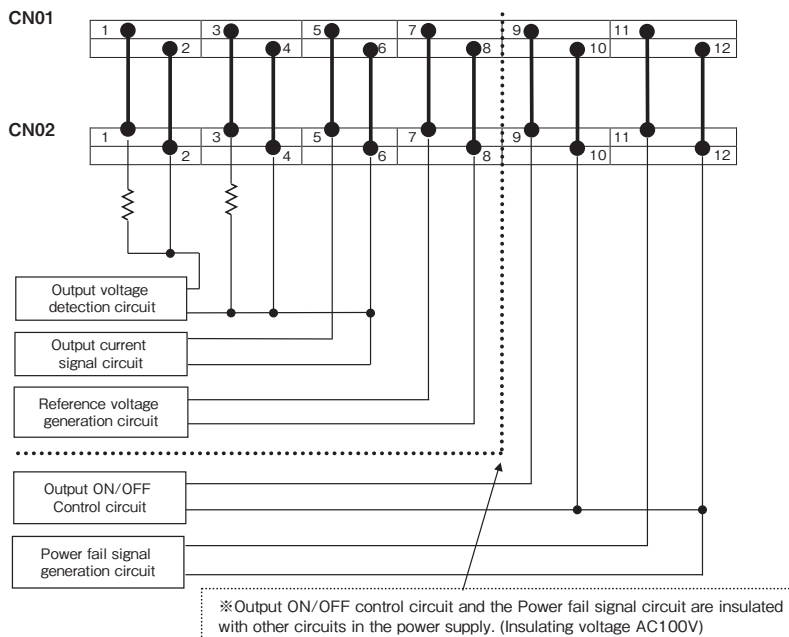 CN01
1 3 5 7 9 11
2 4 6 8 10 12
CN02
1 3 5 7 9 11
2 4 6 8 10 12
Output voltage
detection circuit
Output current
signal circuit
Reference voltage
generation circuit
Output ON/OFF
Control circuit
Power fail signal
generation circuit
※Output ON/OFF control circuit and the Power fail signal circuit are insulated
with other circuits in the power supply. (Insulating voltage AC100V)